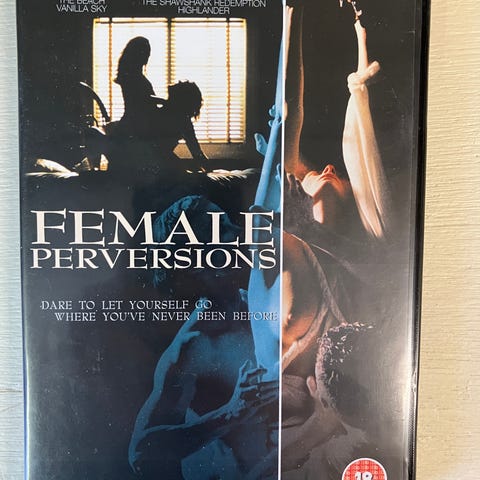 THE BEACH
VANILLA SKY
THE SHAWSHANK REDEMPTION
HIGHLANDER
FEMALE
PERVERSIONS
DARE TO LET YOURSELF GO
WHERE YOU'VE NEVER BEEN BEFORE
18